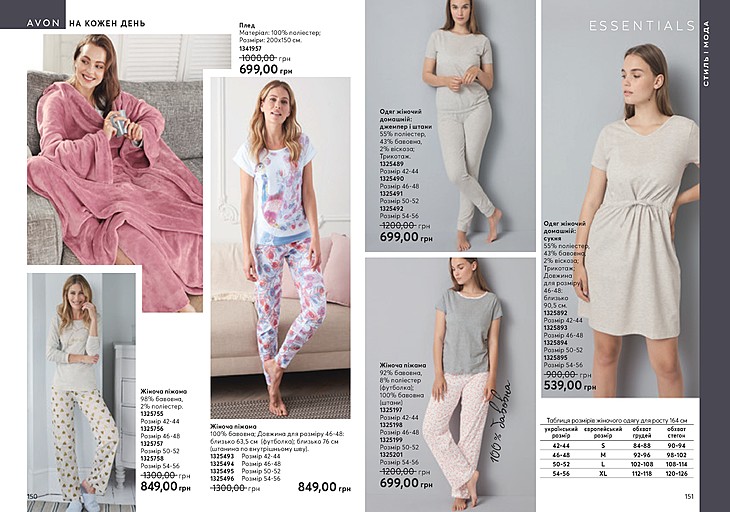 AVON НА КОЖЕН ДЕНЬ
Плед
Матеріал: 100% поліестер;
Розміри: 200х150 см.
1341957
1000,00 грн
699,00 грн
Жіноча піжама
98% бавовна,
2% поліестер.
1325755
Розмір 42-44
1325756
Розмір 46-48
1325757
Розмір 50-52
1325758
Розмір 54-56
1300,00 грн
849,00 грн
Жіноча піжама
100% бавовна; Довжина для розміру 46-48:
близько 63,5 см (футболка); близько 76 см
(штанина по внутрішньому шву).
1325493 Розмір 42-44
1325494 Розмір 46-48
1325495 Розмір 50-52
1325496 Розмір 54-56
1300,00 грн 849,00 грн
150
ESSENTIALS
СТИЛЬ І МОДА
Одяг жіночий
домашній:
джемпер і штани
55% поліестер,
43% бавовна,
2% віскоза;
Трикотаж.
1325489
Розмір 42-44
1325490
Розмір 46-48
1325491
Розмір 50-52
1325492
Розмір 54-56
1200,00 грн
699,00 грн
Жіноча піжама
92% бавовна,
8% поліестер
(футболка);
100% бавовна
(штани)
1325197
Розмір 42-44
1325198
Розмір 46-48
1325199
Розмір 50-52
1325201
Розмір 54-56
1200,00 грн
699,00 грн
100% бавовна
Одяг жіночий
домашній:
сукня
55% поліестер,
43% бавовна,
2% віскоза;
Трикотаж.
Довжина
для розміру
46-48:
близько
90,5 см.
1325892
Розмір 42-44
1325893
Розмір 46-48
1325894
Розмір 50-52
1325895
Розмір 54-56
900,00 грн
539,00 грн
Таблиця розмірів жіночого одягу для росту 164 см
український розмір європейський розмір обхват грудей обхват стегон
42-44 S 84-88 90-94
46-48 M 92-96 98-102
50-52 L 102-108 108-114
54-56 XL 112-118 120-126
151